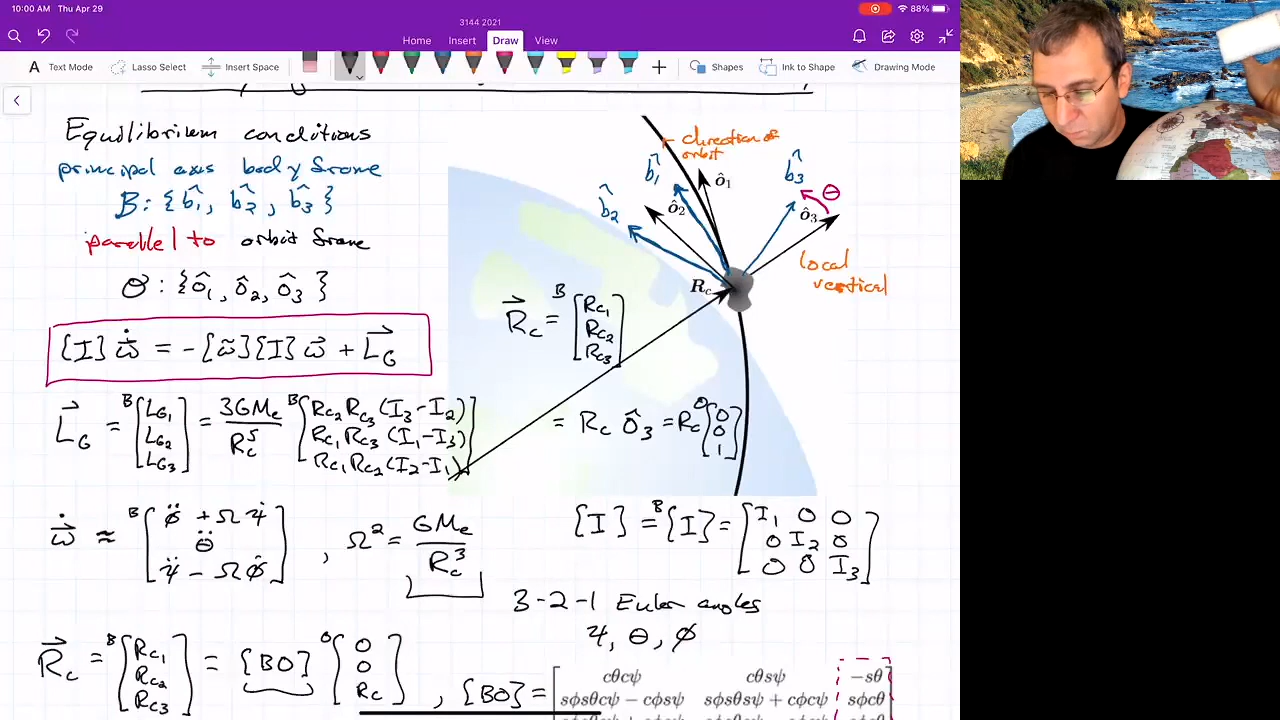 10:00 AM Thu Apr 29
88%
3144 2021
Home Insert Draw View
Text Mode Lasso Select Insert Space Shapes Ink to Shape Drawing Mode
Equilibrium conditions
principal axis body frame
B: {b̂1, b̂2, b̂3}
parallel to orbit frame
O: {ô1, ô2, ô3}
[I] ω̇ = -[ω̃][I] ω + L_G
L_G = B[L_G1 L_G2 L_G3] = 3GMe/Rc^5 B[Rc2 Rc3 (I3-I2) Rc1 Rc3 (I1-I3) Rc1 Rc2 (I2-I1)]
ω̇ ≈ B[φ̈ + Ωψ̇ θ̈ ψ̈ - Ωφ̇] , Ω² = GMe/Rc³
Rc = B[Rc1 Rc2 Rc3] = [BO] O[0 0 Rc] , [BO] =
direction of
orbit
b̂1
ô1
b̂3
b̂2
ô2
ô3
θ
local
vertical
Rc
Rc = B[Rc1 Rc2 Rc3]
= Rc ô3 = Rc O[0 0 1]
[I] = B[I] = [I1 0 0 0 I2 0 0 0 I3]
3-2-1 Euler angles
ψ, θ, φ
cθcψ cθsψ -sθ
sφsθcψ − cφsψ sφsθsψ + cφcψ sφcθ